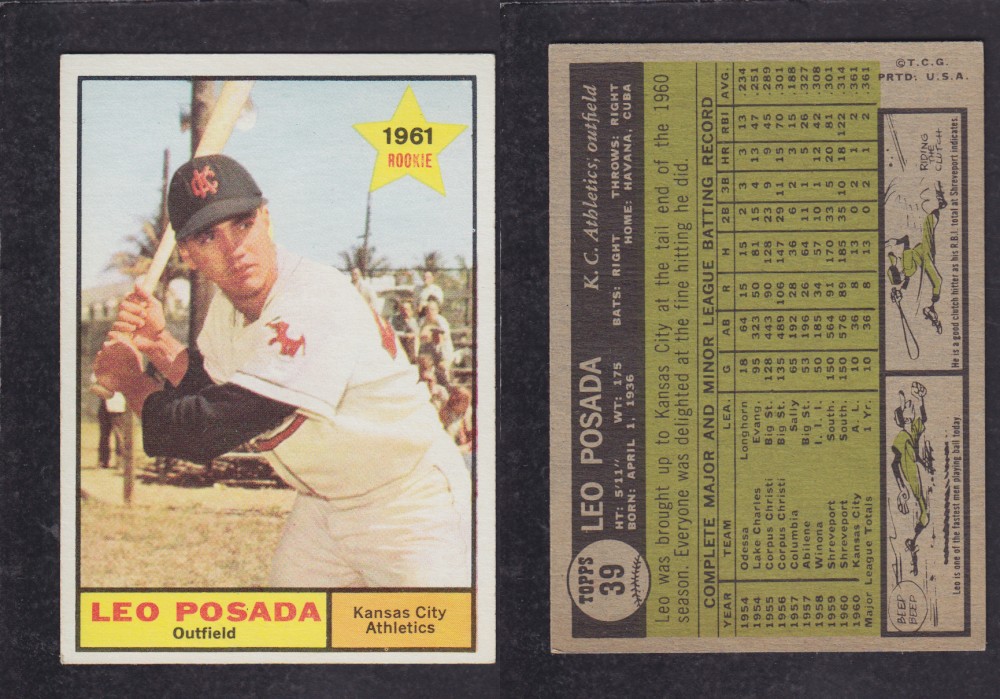 1961
ROOKIE
KC
LEO POSADA
Outfield
Kansas City
Athletics
TOPPS
39
LEO POSADA K. C. Athletics, outfield
HT: 5'11" WT: 175 BATS: RIGHT THROWS: RIGHT
BORN: APRIL 1, 1936 HOME: HAVANA, CUBA
Leo was brought up to Kansas City at the tail end of the 1960
season. Everyone was delighted at the fine hitting he did.
COMPLETE MAJOR AND MINOR LEAGUE BATTING RECORD
YEAR TEAM LEA. G AB R H 2B 3B HR RBI AVG.
1954 Odessa Longhorn 18 64 15 15 2 3 3 13 .234
1954 Lake Charles Evang. 95 323 50 81 15 4 13 47 .251
1955 Corpus Christi Big St. 128 443 90 128 23 9 9 45 .289
1956 Corpus Christi Big St. 135 489 106 147 29 11 15 70 .301
1957 Columbia Sally 65 192 28 36 6 2 3 15 .188
1957 Abilene Big St. 53 196 26 64 11 1 5 26 .327
1958 Winona I. I. I. 50 185 34 57 10 1 12 42 .308
1959 Shreveport South. 150 564 91 170 33 5 20 81 .301
1960 Shreveport South. 150 576 89 185 35 10 18 122 .314
1960 Kansas City A. L. 10 36 8 13 0 2 1 2 .361
Major League Totals 1 Yr. 10 36 8 13 0 2 1 2 .361
BEEP
BEEP
Leo is one of the fastest men playing ball today
RIDING
THE
CLUTCH
He is a good clutch hitter as his R.B.I. total at Shreveport indicates.
©T.C.G.
PRTD. U.S.A.